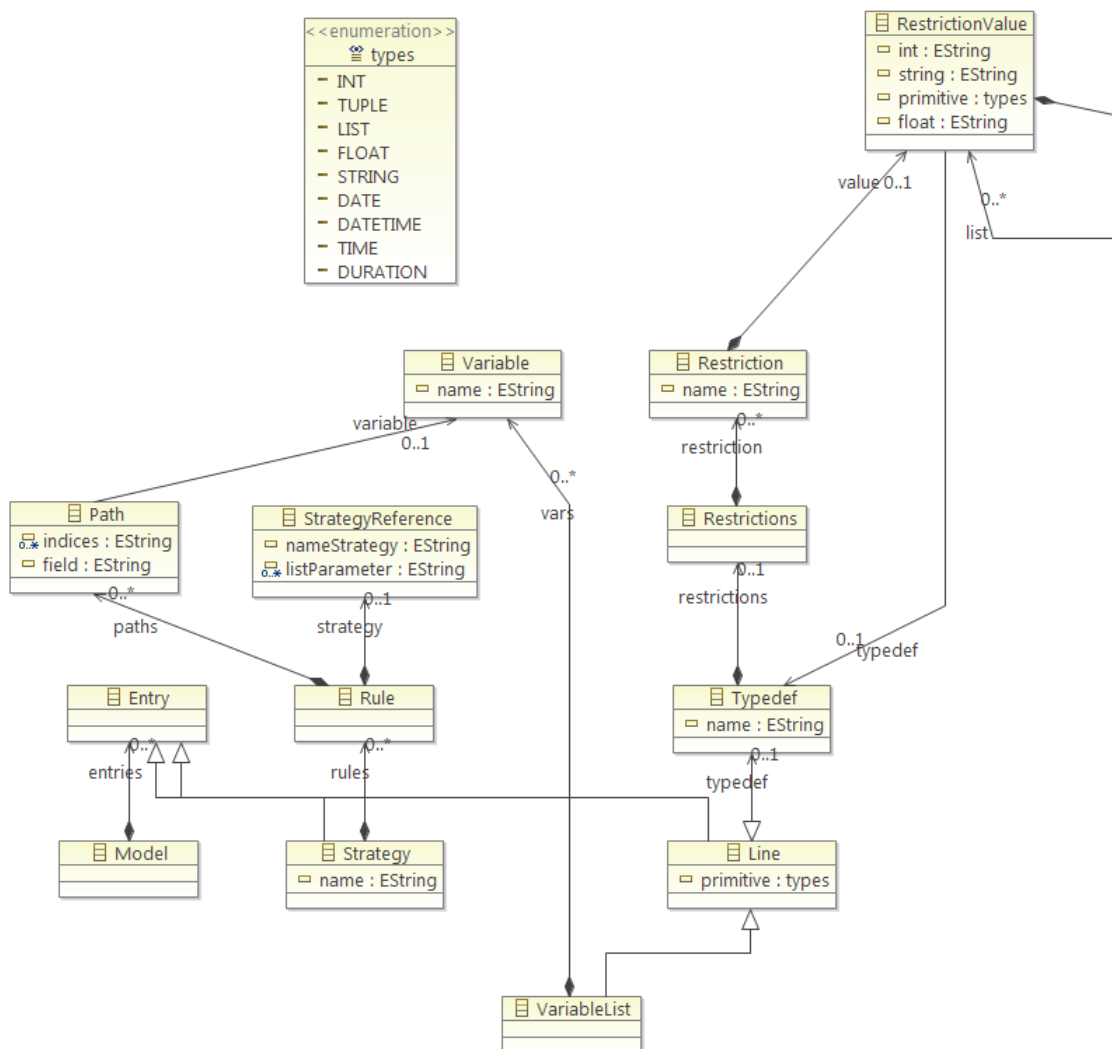 <<enumeration>>
types
INT
TUPLE
LIST
FLOAT
STRING
DATE
DATETIME
TIME
DURATION
RestrictionValue
int : EString
string : EString
primitive : types
float : EString
value 0..1
0..*
list
Variable
name : EString
variable
0..1
Restriction
name : EString
0..*
restriction
0..*
vars
Path
0..* indices : EString
field : EString
0..*
paths
StrategyReference
nameStrategy : EString
0..* listParameter : EString
0..1
strategy
Restrictions
0..1
restrictions
0..1
typedef
Entry
0..*
entries
Rule
0..*
rules
Typedef
name : EString
0..1
typedef
Model
Strategy
name : EString
Line
primitive : types
VariableList